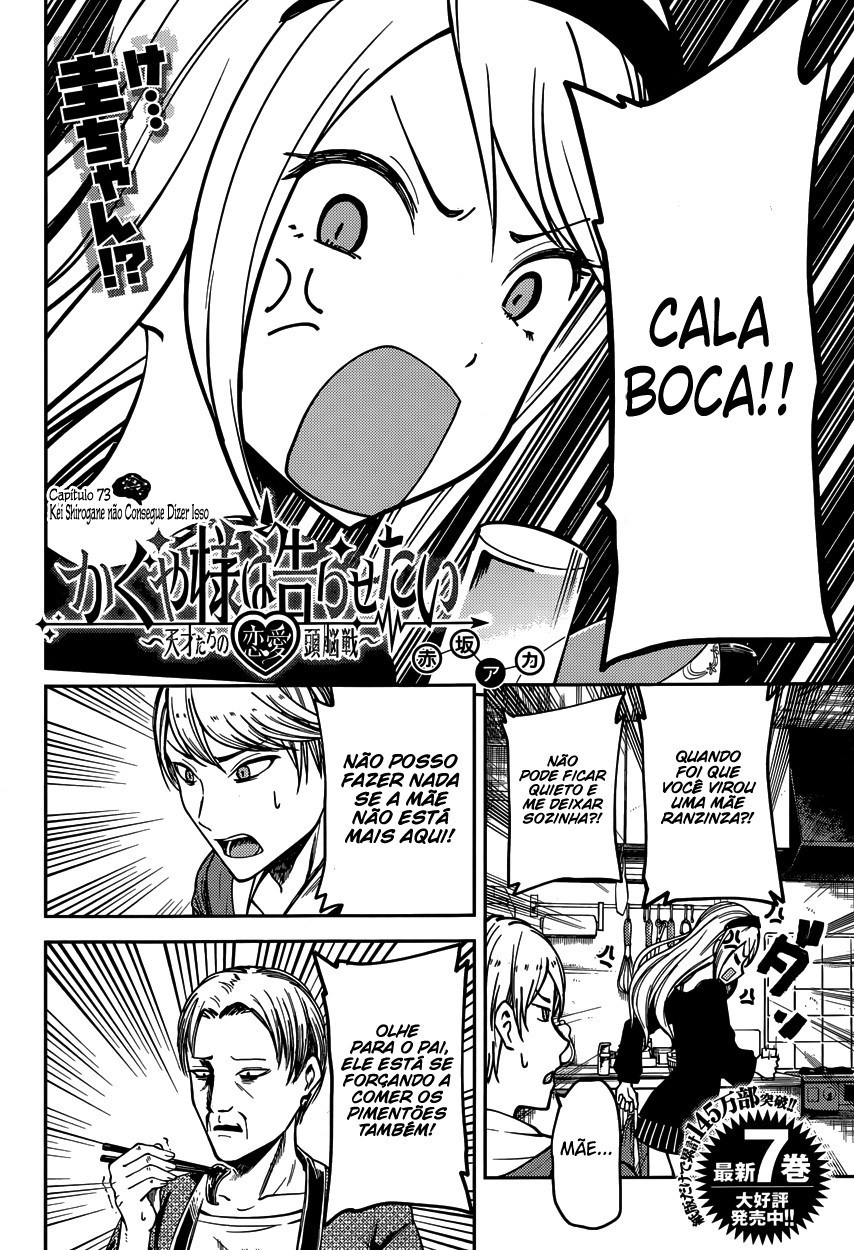 け…
圭ちゃん!?
CALA
BOCA!!
Capítulo 73
Kei Shirogane não Consegue Dizer Isso
かぐや様は告らせたい
～天才たちの恋愛頭脳戦～
赤坂アカ
QUANDO
FOI QUE
VOCÊ VIROU
UMA MÃE
RANZINZA?!
NÃO
PODE FICAR
QUIETO E
ME DEIXAR
SOZINHA?!
ダンッ
MÃE...
NÃO POSSO
FAZER NADA
SE A MÃE
NÃO ESTÁ
MAIS AQUI!
OLHE
PARA O PAI,
ELE ESTÁ SE
FORÇANDO
A COMER OS
PIMENTÕES
TAMBÉM!
145万部突破!!
最新7巻
大好評
発売中!!